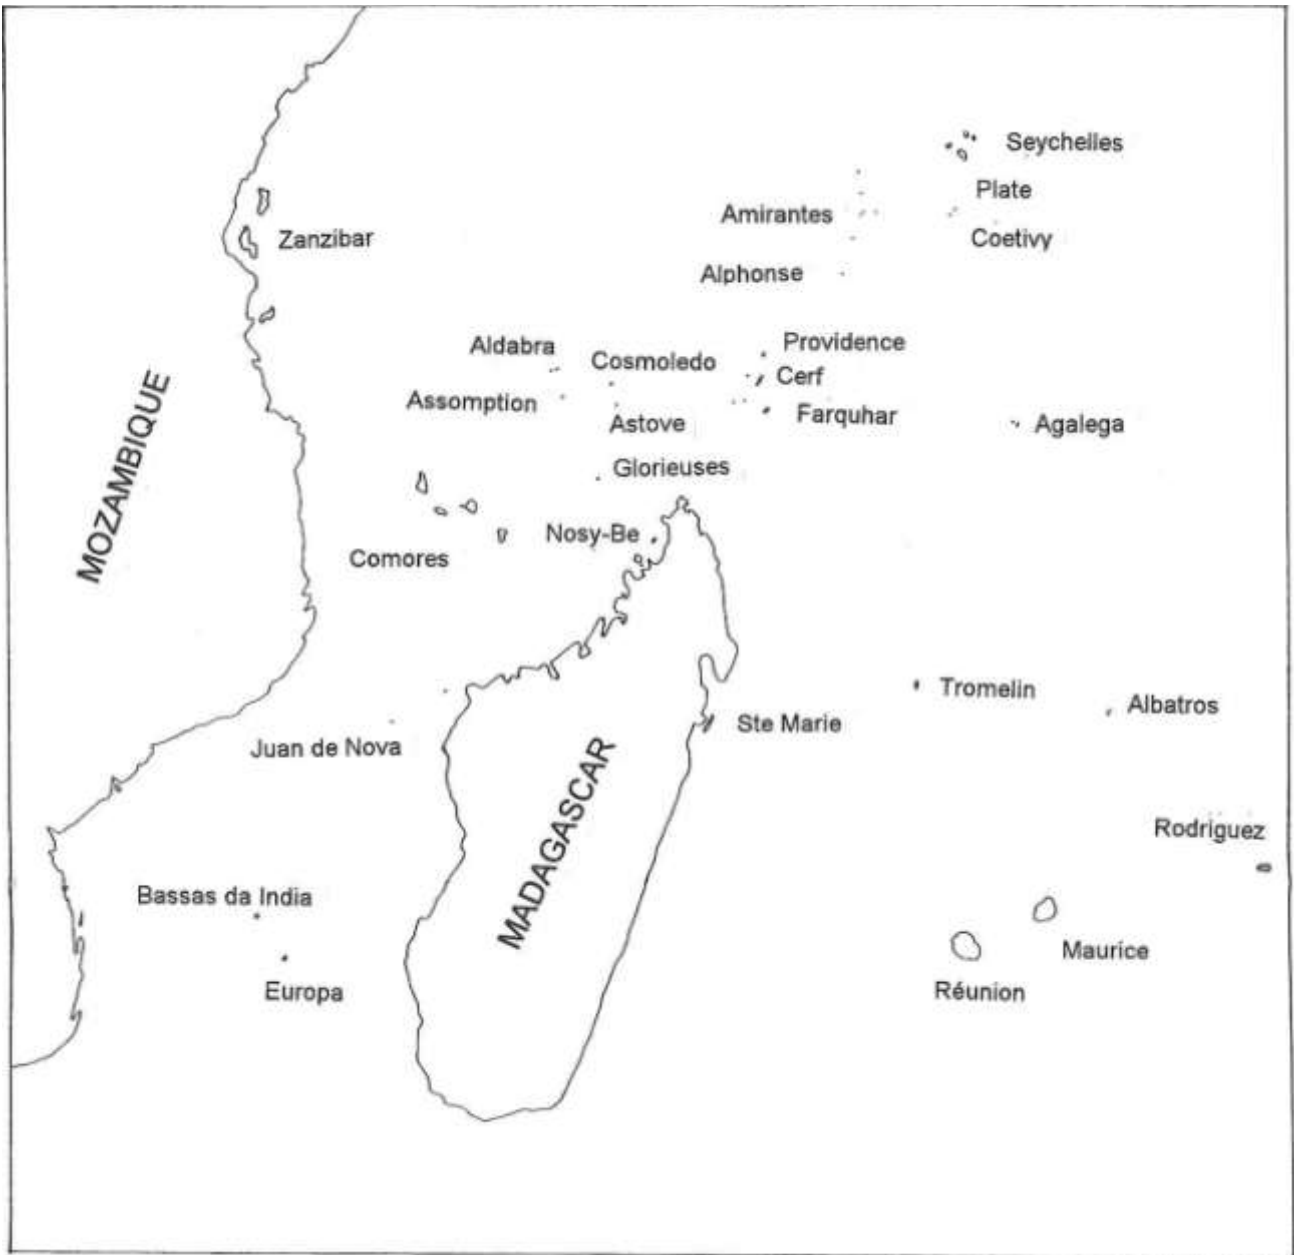 Seychelles
Plate
Amirantes
Zanzibar
Coetivy
Alphonse
Providence
Aldabra
Cosmoledo
Cerf
Assomption
Farquhar
Astove
Agalega
MOZAMBIQUE
Glorieuses
Nosy-Be
Comores
Tromelin
Albatros
Ste Marie
Juan de Nova
MADAGASCAR
Rodriguez
Bassas da India
Maurice
Europa
Réunion